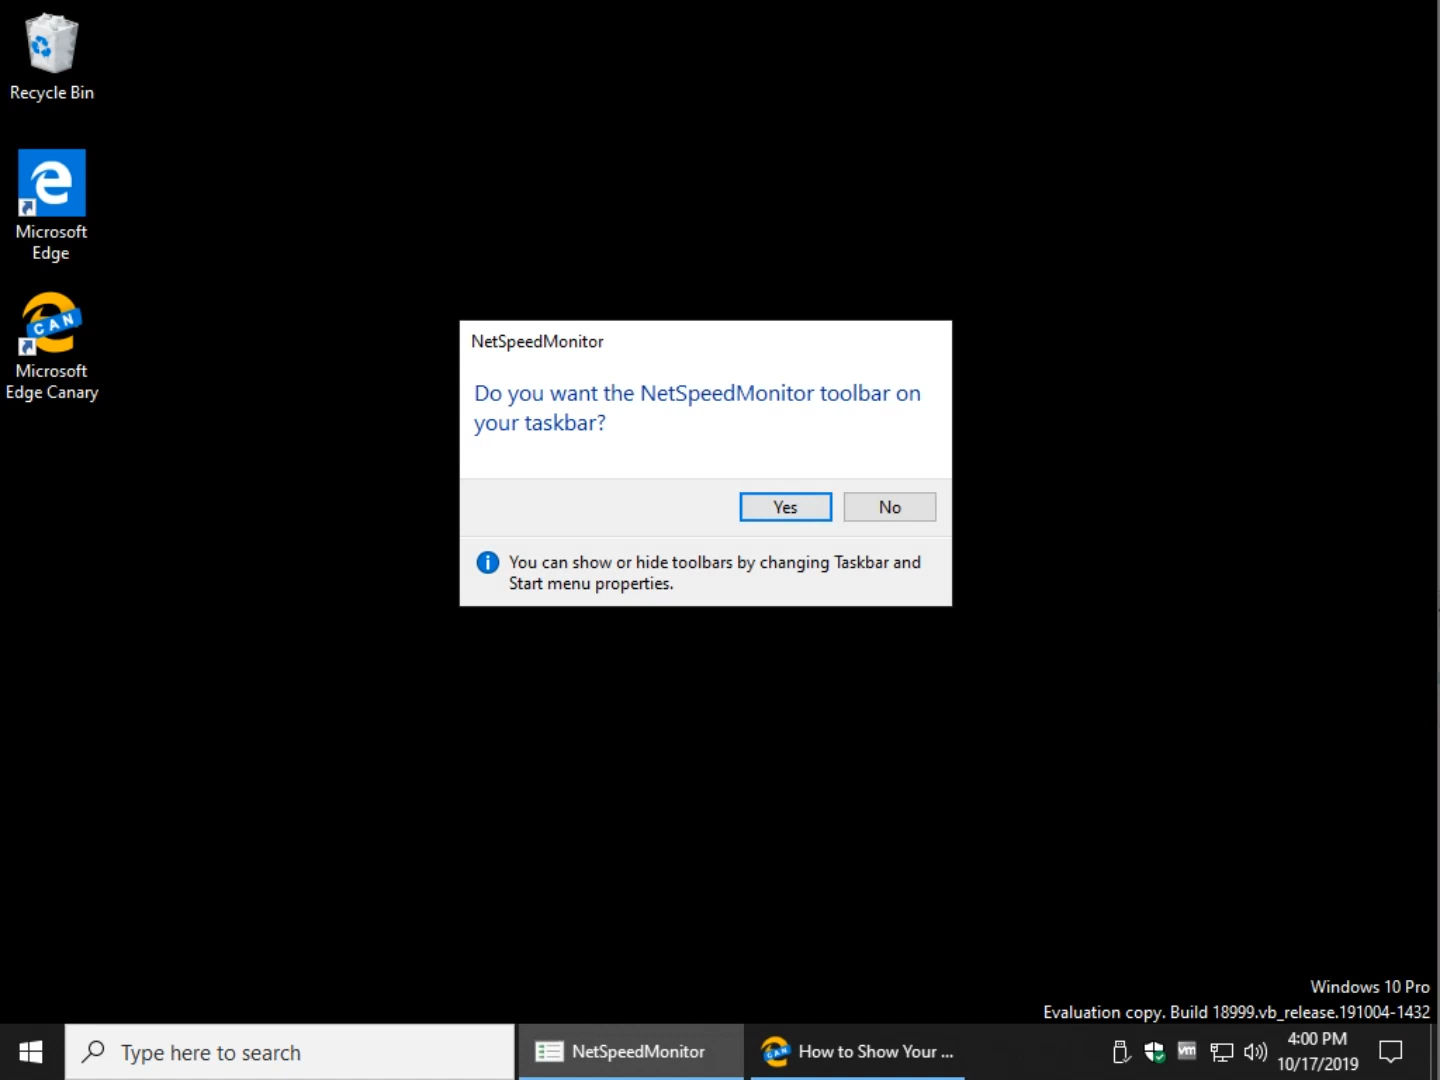 Recycle Bin
Microsoft
Edge
CAN
Microsoft
Edge Canary
NetSpeedMonitor
Do you want the NetSpeedMonitor toolbar on
your taskbar?
Yes
No
You can show or hide toolbars by changing Taskbar and
Start menu properties.
Windows 10 Pro
Evaluation copy. Build 18999.vb_release.191004-1432
Type here to search
NetSpeedMonitor
CAN
How to Show Your ...
vm
4:00 PM
10/17/2019